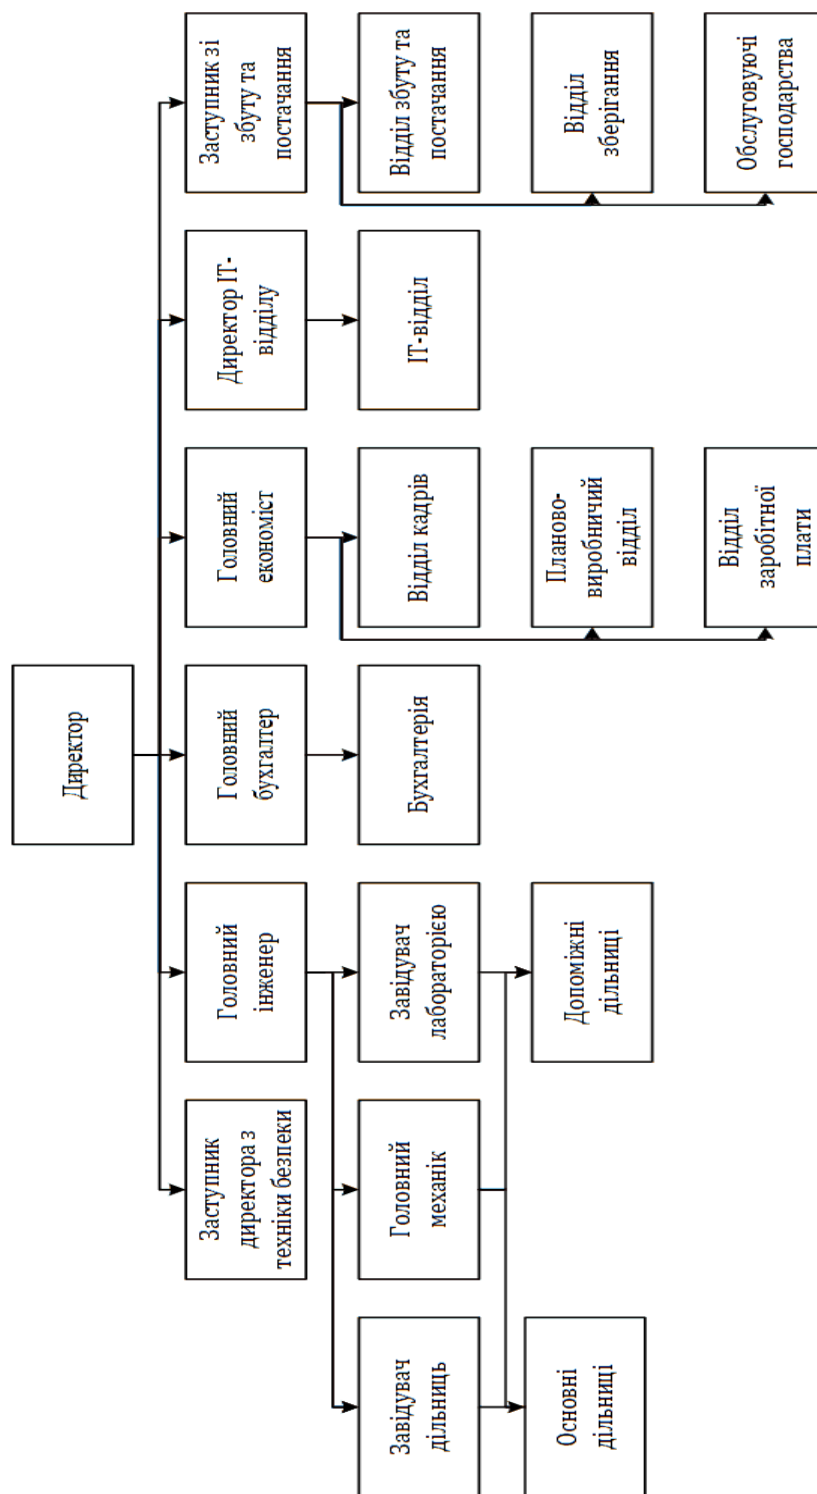 Директор
Заступник
директора з
техніки безпеки
Головний
інженер
Головний
бухгалтер
Головний
економіст
Директор ІТ-
відділу
Заступник зі
збуту та
постачання
Завідувач
дільниць
Головний
механік
Завідувач
лабораторією
Бухгалтерія
Відділ кадрів
ІТ-відділ
Відділ збуту та
постачання
Основні
дільниці
Допоміжні
дільниці
Планово-
виробничий
відділ
Відділ
зберігання
Відділ
заробітної
плати
Обслуговуючі
господарства